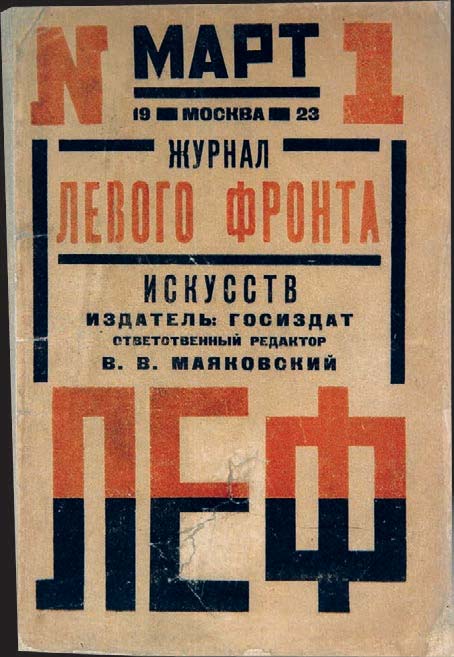 N МАРТ 1
19 МОСКВА 23
ЖУРНАЛ
ЛЕВОГО ФРОНТА
ИСКУССТВ
ИЗДАТЕЛЬ: ГОСИЗДАТ
ОТВЕТСТВЕННЫЙ РЕДАКТОР
В. В. МАЯКОВСКИЙ
ЛЕФ